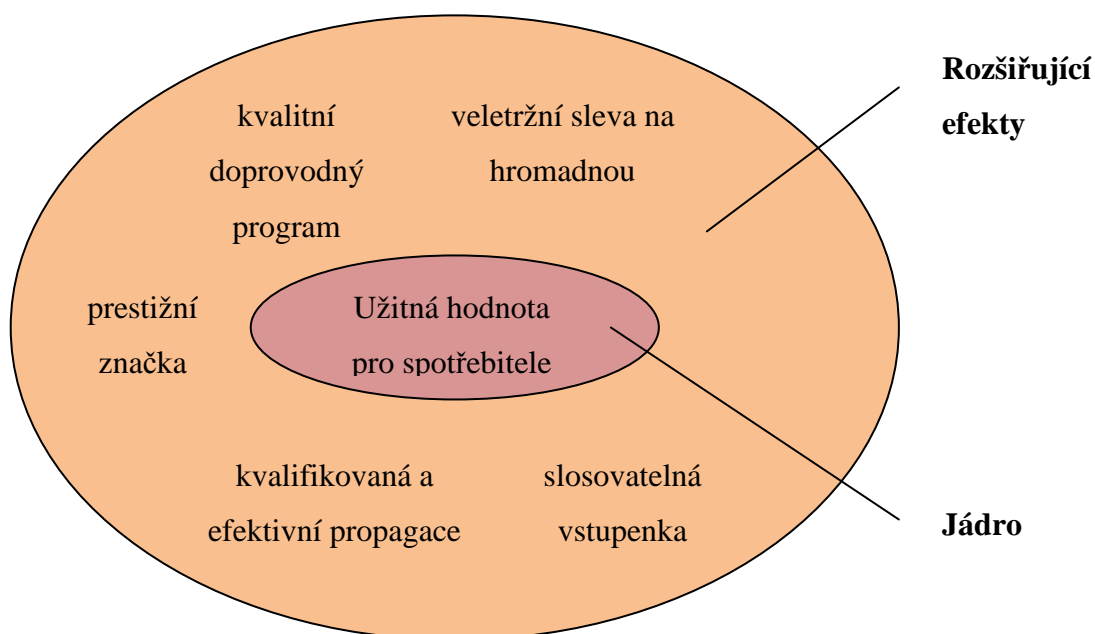 Rozšiřující
efekty
kvalitní
doprovodný
program
veletržní sleva na
hromadnou
prestižní
značka
Užitná hodnota
pro spotřebitele
kvalifikovaná a
efektivní propagace
slosovatelná
vstupenka
Jádro